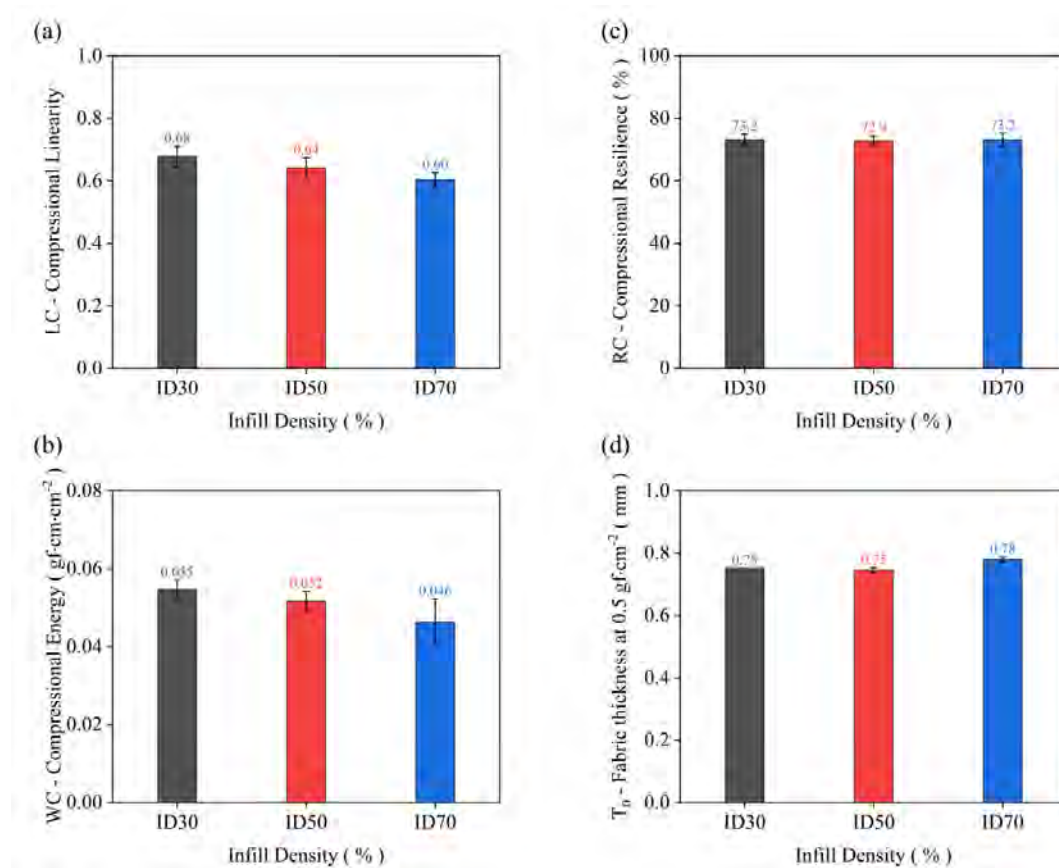 (a)
1.0
0.8
0.6
0.4
0.2
0.0
LC - Compressional Linearity
0.68
0.64
0.60
ID30 ID50 ID70
Infill Density ( % )
(c)
100
80
60
40
20
0
RC - Compressional Resilience ( % )
72.9
73.2
ID30 ID50 ID70
Infill Density ( % )
(b)
0.08
0.06
0.04
0.02
0.00
WC - Compressional Energy ( gf·cm·cm⁻² )
0.055
0.052
0.046
ID30 ID50 ID70
Infill Density ( % )
(d)
1.0
0.8
0.6
0.4
0.2
0.0
T₀ - Fabric thickness at 0.5 gf·cm⁻² ( mm )
0.75
0.78
ID30 ID50 ID70
Infill Density ( % )